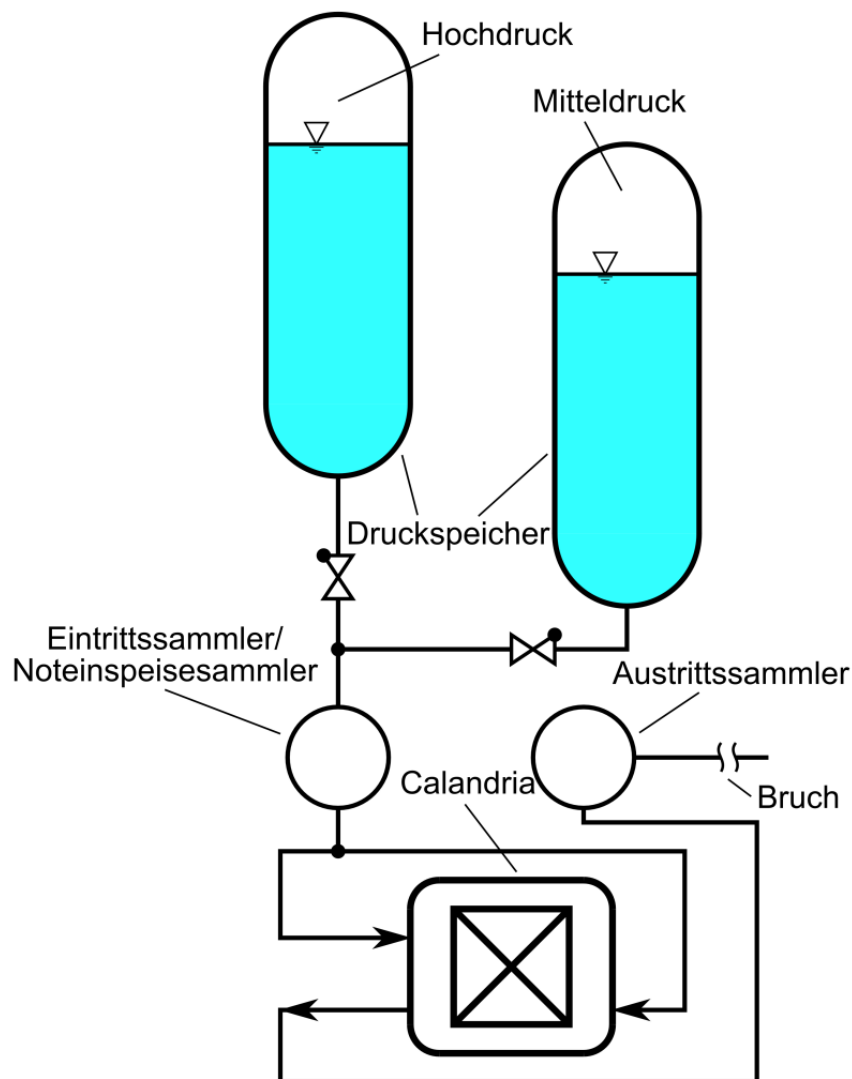 Hochdruck
Mitteldruck
Druckspeicher
Eintrittssammler/
Noteinspeisesammler
Austrittssammler
Calandria
Bruch